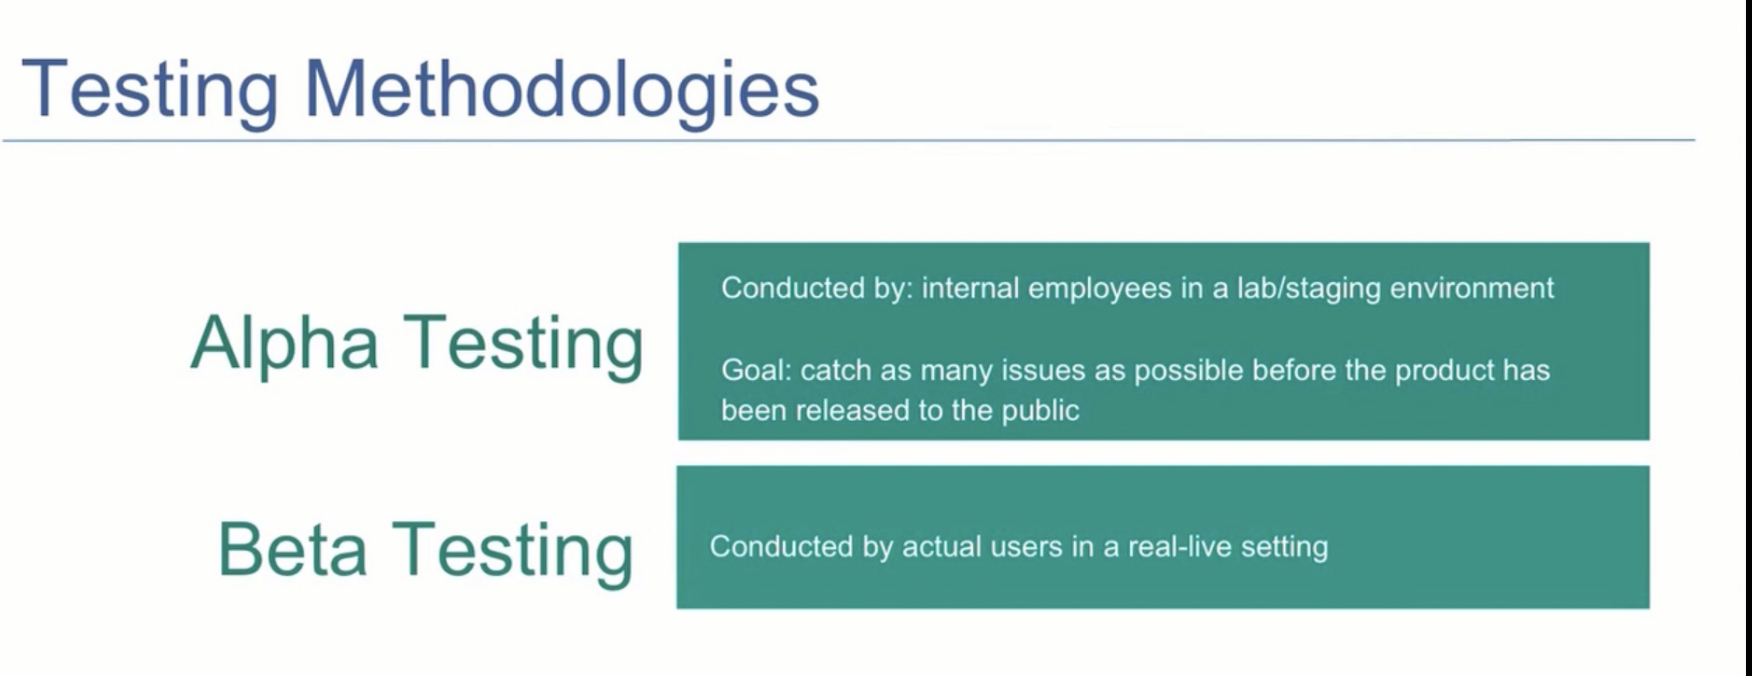 Testing Methodologies
Alpha Testing
Conducted by: internal employees in a lab/staging environment
Goal: catch as many issues as possible before the product has
been released to the public
Beta Testing
Conducted by actual users in a real-live setting